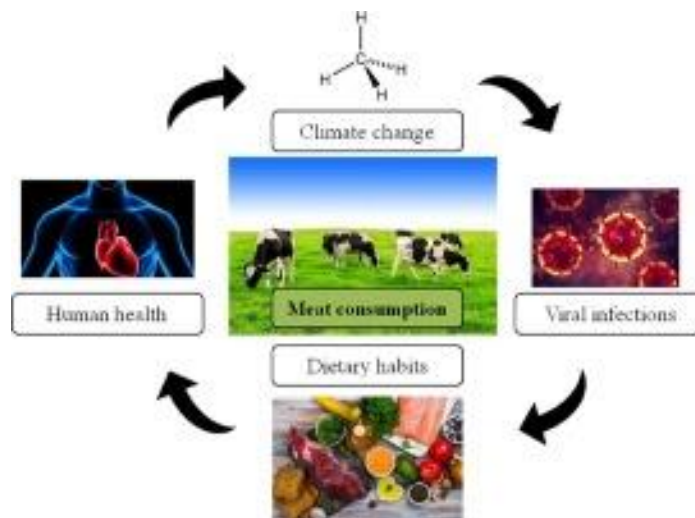 H
C
H
H
H
Climate change
Human health
Meat consumption
Viral infections
Dietary habits